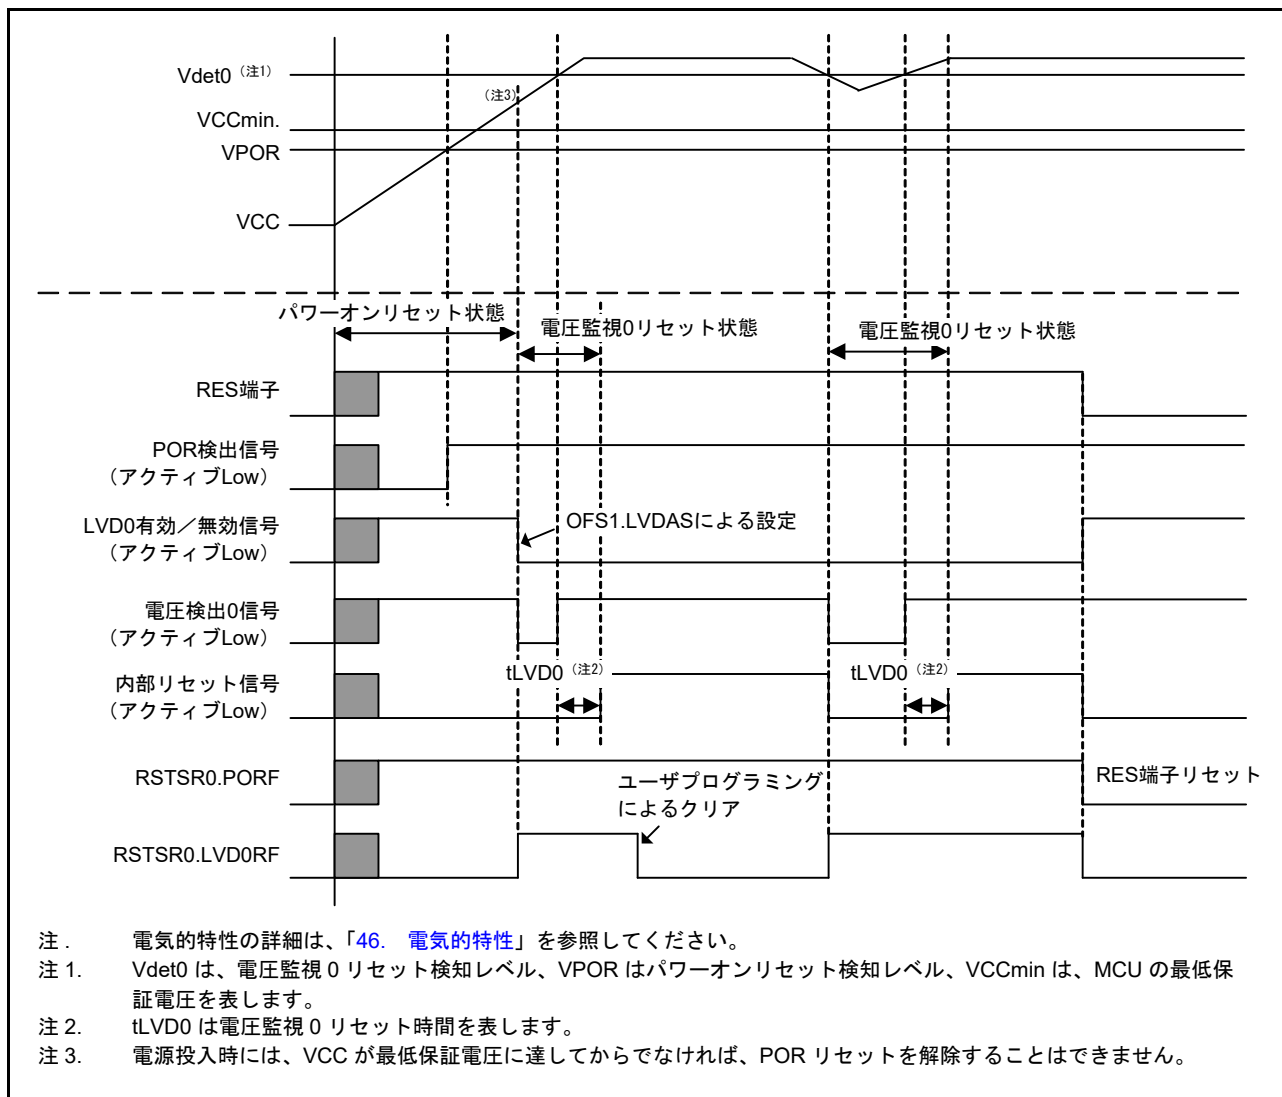 Vdet0（注1）
（注3）
VCCmin.
VPOR
VCC
パワーオンリセット状態
電圧監視0リセット状態
電圧監視0リセット状態
RES端子
POR検出信号
（アクティブLow）
LVD0有効／無効信号
（アクティブLow）
OFS1.LVDASによる設定
電圧検出0信号
（アクティブLow）
tLVD0（注2）
tLVD0（注2）
内部リセット信号
（アクティブLow）
RSTSR0.PORF
ユーザプログラミング
によるクリア
RES端子リセット
RSTSR0.LVD0RF
注． 電気的特性の詳細は、「46. 電気的特性」を参照してください。
注 1. Vdet0 は、電圧監視 0 リセット検知レベル、VPOR はパワーオンリセット検知レベル、VCCmin は、MCU の最低保
証電圧を表します。
注 2. tLVD0 は電圧監視 0 リセット時間を表します。
注 3. 電源投入時には、VCC が最低保証電圧に達してからでなければ、POR リセットを解除することはできません。